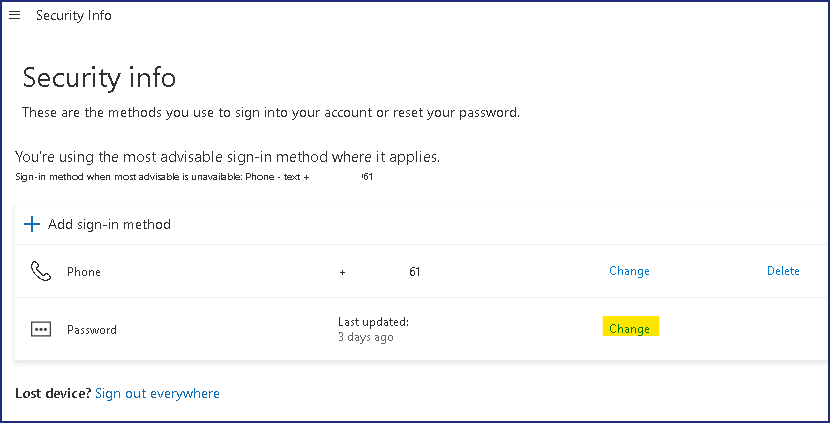 Security Info
Security info
These are the methods you use to sign into your account or reset your password.
You're using the most advisable sign-in method where it applies.
Sign-in method when most advisable is unavailable: Phone - text + 61
Add sign-in method
Phone + 61 Change Delete
Password Last updated: Change
3 days ago
Lost device? Sign out everywhere